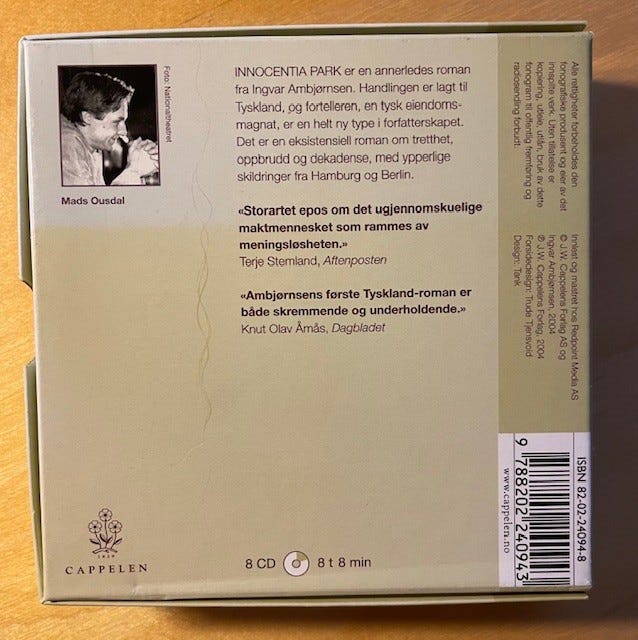 Foto: Nationaltheatret
Mads Ousdal
INNOCENTIA PARK er en annerledes roman
fra Ingvar Ambjørnsen. Handlingen er lagt til
Tyskland, og fortelleren, en tysk eiendoms-
magnat, er en helt ny type i forfatterskapet.
Det er en eksistensiell roman om tretthet,
oppbrudd og dekadense, med ypperlige
skildringer fra Hamburg og Berlin.
«Storartet epos om det ugjennomskuelige
maktmennesket som rammes av
meningsløsheten.»
Terje Stemland, Aftenposten
«Ambjørnsens første Tyskland-roman er
både skremmende og underholdende.»
Knut Olav Åmås, Dagbladet
Alle rettigheter forbeholdes den
fonografiske produsent og eier av det
innspilte verk. Uten tillatelse er
kopiering, utleie, utlån, bruk av dette
fonogram til offentlig fremføring og
radiosending forbudt.
Innlest og mastret hos Redpoint Media AS
© J.W. Cappelens Forlag AS og
Ingvar Ambjørnsen, 2004
℗ J.W. Cappelens Forlag, 2004
Forsidedesign: Trude Tjensvold
Design: Tank
ISBN 82-02-24094-8
9 788202 240943
www.cappelen.no
1829
CAPPELEN
8 CD 8 t 8 min